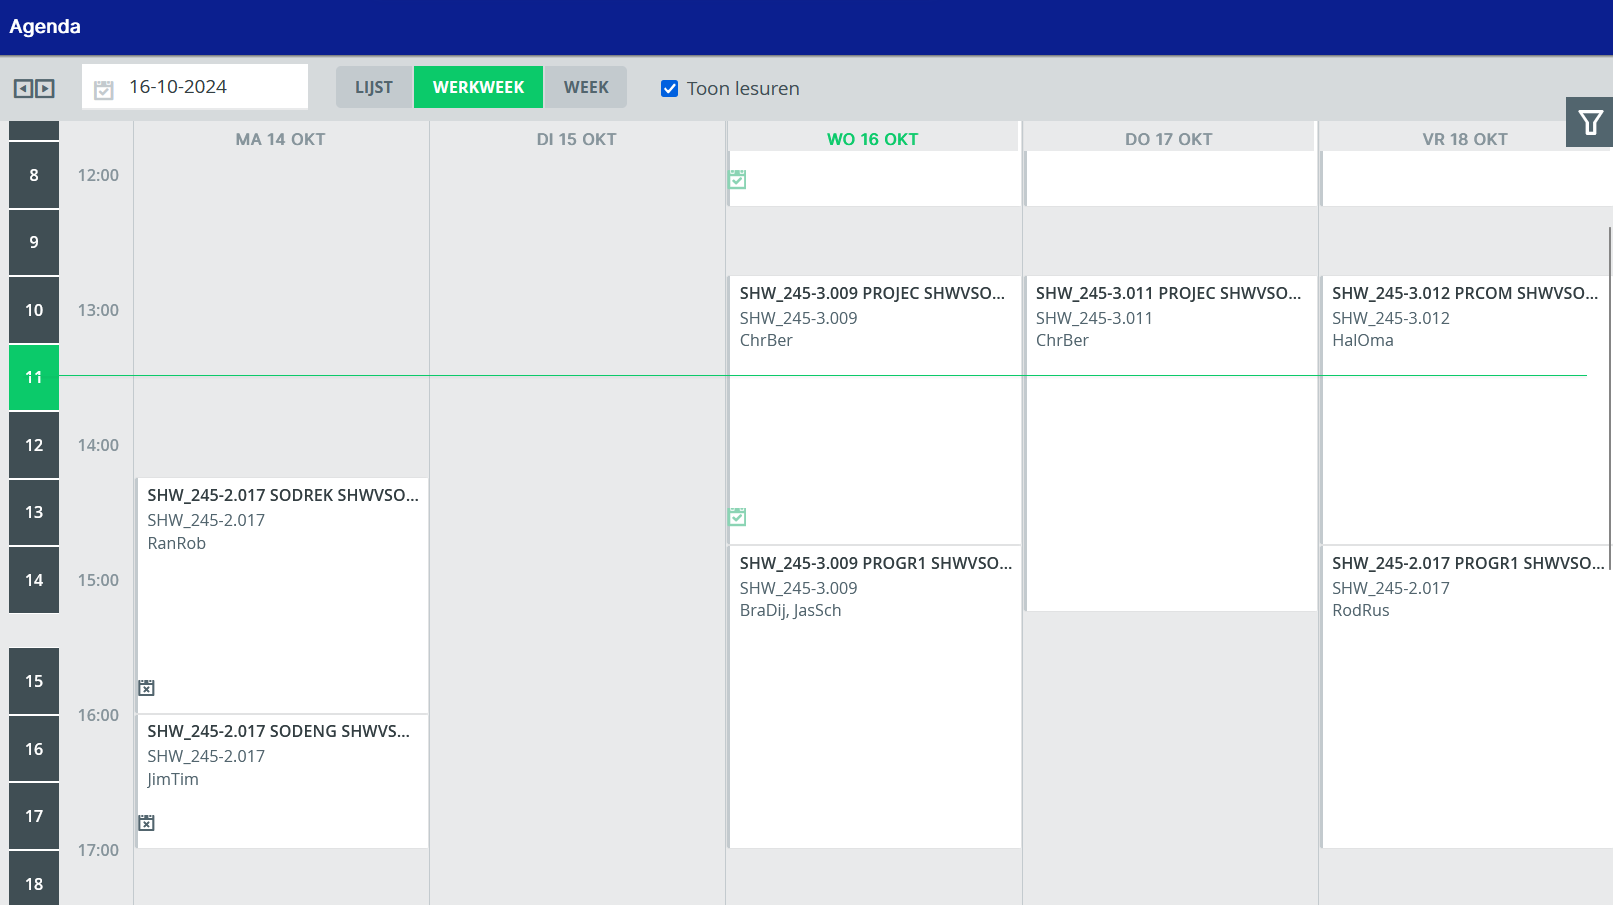 Agenda
16-10-2024
LIJST
WERKWEEK
WEEK
Toon lesuren
MA 14 OKT
DI 15 OKT
WO 16 OKT
DO 17 OKT
VR 18 OKT
8
12:00
9
10
13:00
11
12
14:00
13
14
15:00
15
16:00
16
17
17:00
18
SHW_245-2.017 SODREK SHWVSO...
SHW_245-2.017
RanRob
SHW_245-2.017 SODENG SHWVS...
SHW_245-2.017
JimTim
SHW_245-3.009 PROJEC SHWVSO...
SHW_245-3.009
ChrBer
SHW_245-3.009 PROGR1 SHWVSO...
SHW_245-3.009
BraDij, JasSch
SHW_245-3.011 PROJEC SHWVSO...
SHW_245-3.011
ChrBer
SHW_245-3.012 PRCOM SHWVSO...
SHW_245-3.012
HalOma
SHW_245-2.017 PROGR1 SHWVSO...
SHW_245-2.017
RodRus